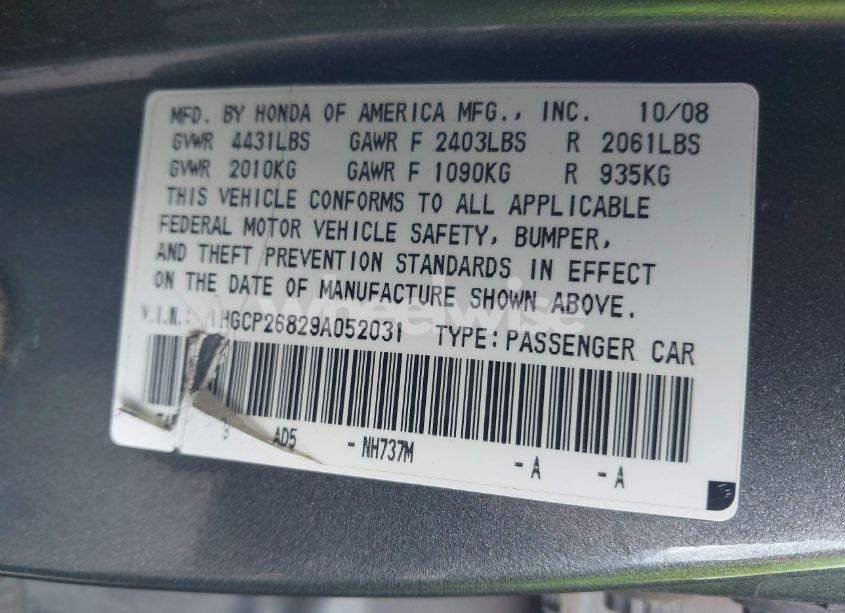 MFD. BY HONDA OF AMERICA MFG., INC. 10/08
GVWR 4431LBS GAWR F 2403LBS R 2061LBS
GVWR 2010KG GAWR F 1090KG R 935KG
THIS VEHICLE CONFORMS TO ALL APPLICABLE
FEDERAL MOTOR VEHICLE SAFETY, BUMPER,
AND THEFT PREVENTION STANDARDS IN EFFECT
ON THE DATE OF MANUFACTURE SHOWN ABOVE.
wheelwise
V.I.N.: 1HGCP26829A052031 TYPE: PASSENGER CAR
9 AD5 - NH737M - A - A